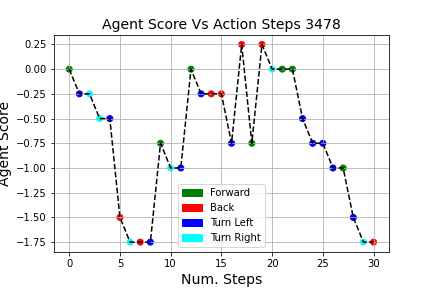 Agent Score Vs Action Steps 3478
0.25
0.00
−0.25
−0.50
−0.75
−1.00
−1.25
−1.50
−1.75
Agent Score
Forward
Back
Turn Left
Turn Right
0 5 10 15 20 25 30
Num. Steps